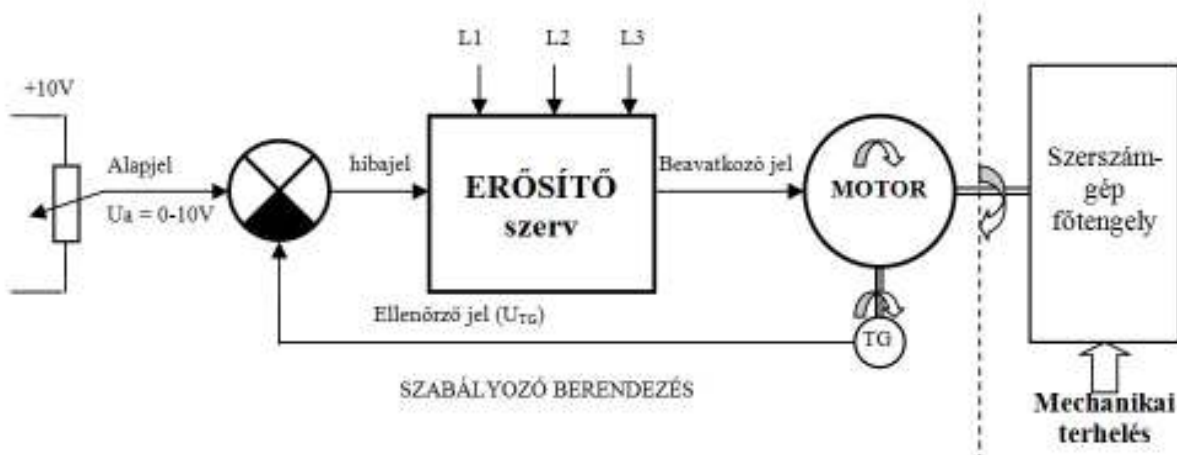 L1 L2 L3
+10V
Alapjel
Ua = 0-10V
hibajel
ERŐSÍTŐ
szerv
Beavatkozó jel
MOTOR
Szerszám-
gép
főtengely
Ellenőrző jel (U_TG)
TG
SZABÁLYOZÓ BERENDEZÉS
Mechanikai
terhelés